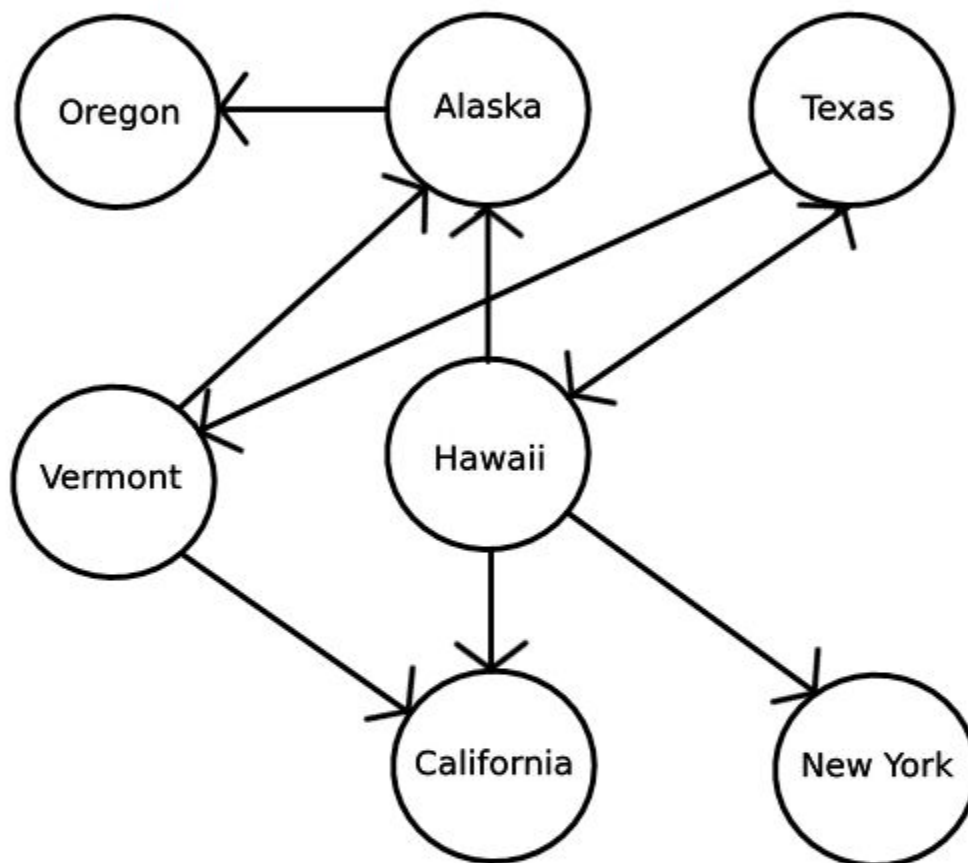 Oregon
Alaska
Texas
Vermont
Hawaii
California
New York